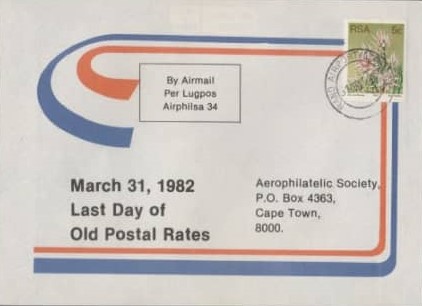 RSA 5c
By Airmail
Per Lugpos
Airphilsa 34
March 31, 1982
Last Day of
Old Postal Rates
Aerophilatelic Society,
P.O. Box 4363,
Cape Town,
8000.